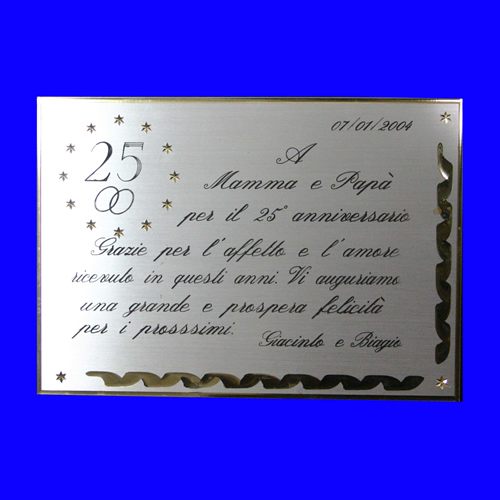 07/01/2004
25
A
Mamma e Papà
per il 25° anniversario
Grazie per l'affetto e l'amore
ricevuto in questi anni. Vi auguriamo
una grande e prospera felicità
per i prosssimi.
Giacinto e Biagio